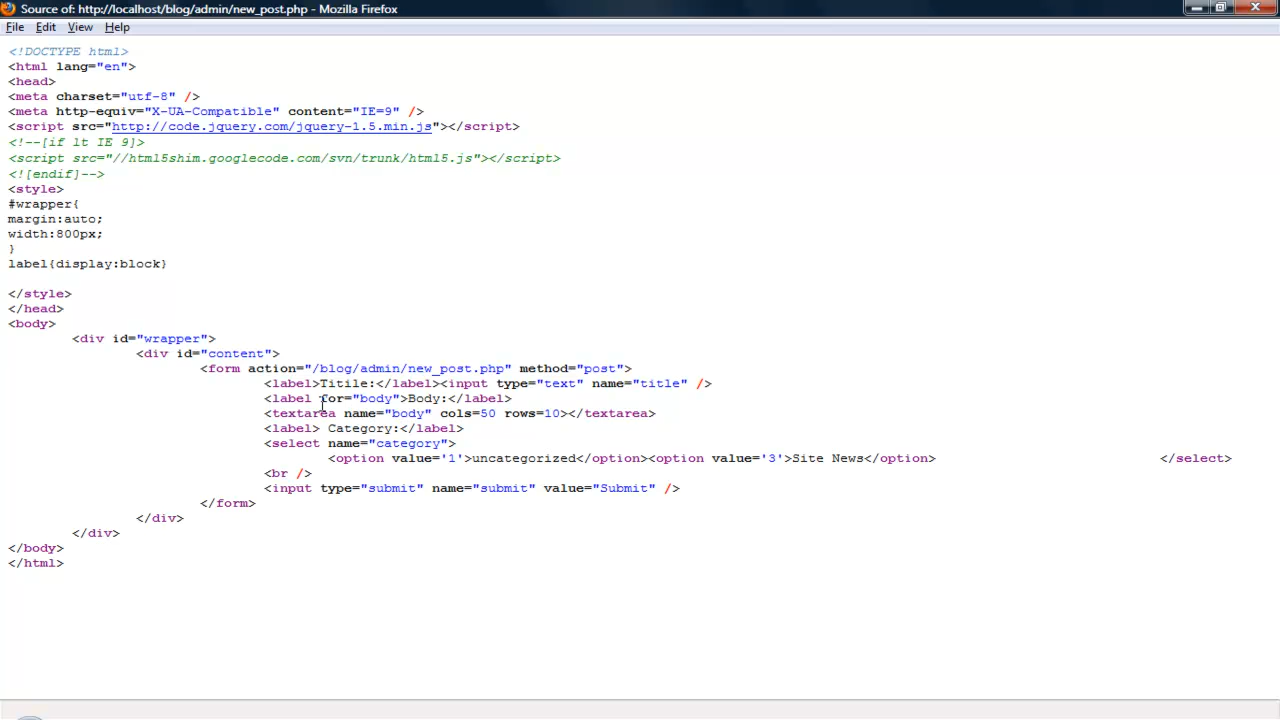 Source of: http://localhost/blog/admin/new_post.php - Mozilla Firefox
File Edit View Help
<!DOCTYPE html>
<html lang="en">
<head>
<meta charset="utf-8" />
<meta http-equiv="X-UA-Compatible" content="IE=9" />
<script src="http://code.jquery.com/jquery-1.5.min.js"></script>
<!--[if lt IE 9]>
<script src="//html5shim.googlecode.com/svn/trunk/html5.js"></script>
<![endif]-->
<style>
#wrapper{
margin:auto;
width:800px;
}
label{display:block}
</style>
</head>
<body>
<div id="wrapper">
<div id="content">
<form action="/blog/admin/new_post.php" method="post">
<label>Titile:</label><input type="text" name="title" />
<label for="body">Body:</label>
<textarea name="body" cols=50 rows=10></textarea>
<label> Category:</label>
<select name="category">
<option value='1'>uncategorized</option><option value='3'>Site News</option> </select>
<br />
<input type="submit" name="submit" value="Submit" />
</form>
</div>
</div>
</body>
</html>